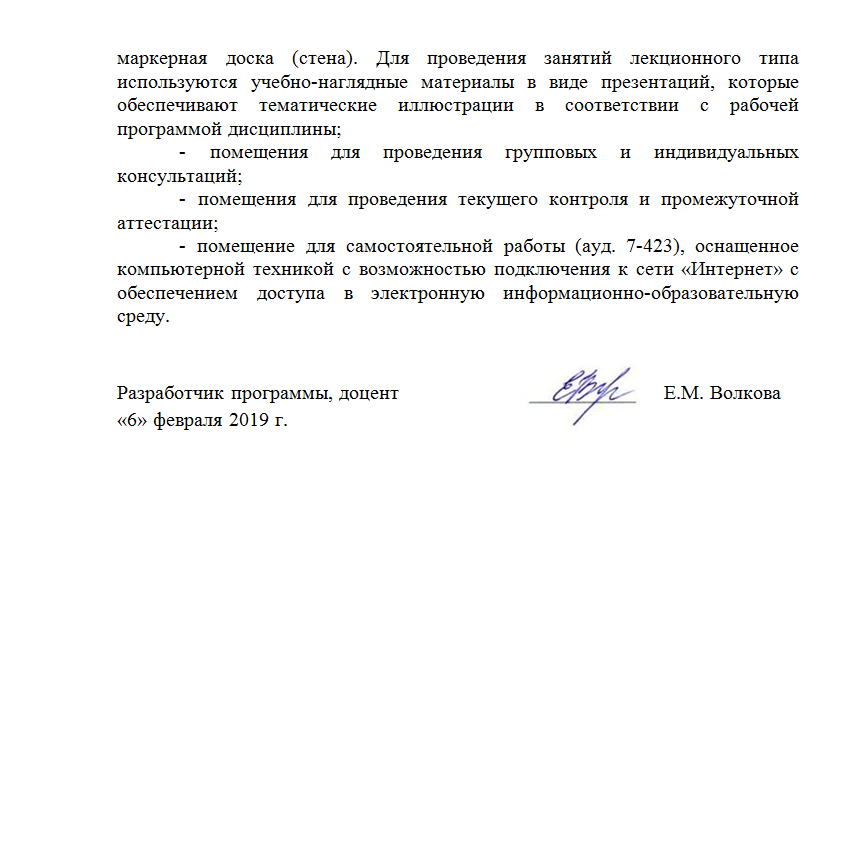 маркерная доска (стена). Для проведения занятий лекционного типа
используются учебно-наглядные материалы в виде презентаций, которые
обеспечивают тематические иллюстрации в соответствии с рабочей
программой дисциплины;
- помещения для проведения групповых и индивидуальных
консультаций;
- помещения для проведения текущего контроля и промежуточной
аттестации;
- помещение для самостоятельной работы (ауд. 7-423), оснащенное
компьютерной техникой с возможностью подключения к сети «Интернет» с
обеспечением доступа в электронную информационно-образовательную
среду.
Разработчик программы, доцент Е.М. Волкова
«6» февраля 2019 г.